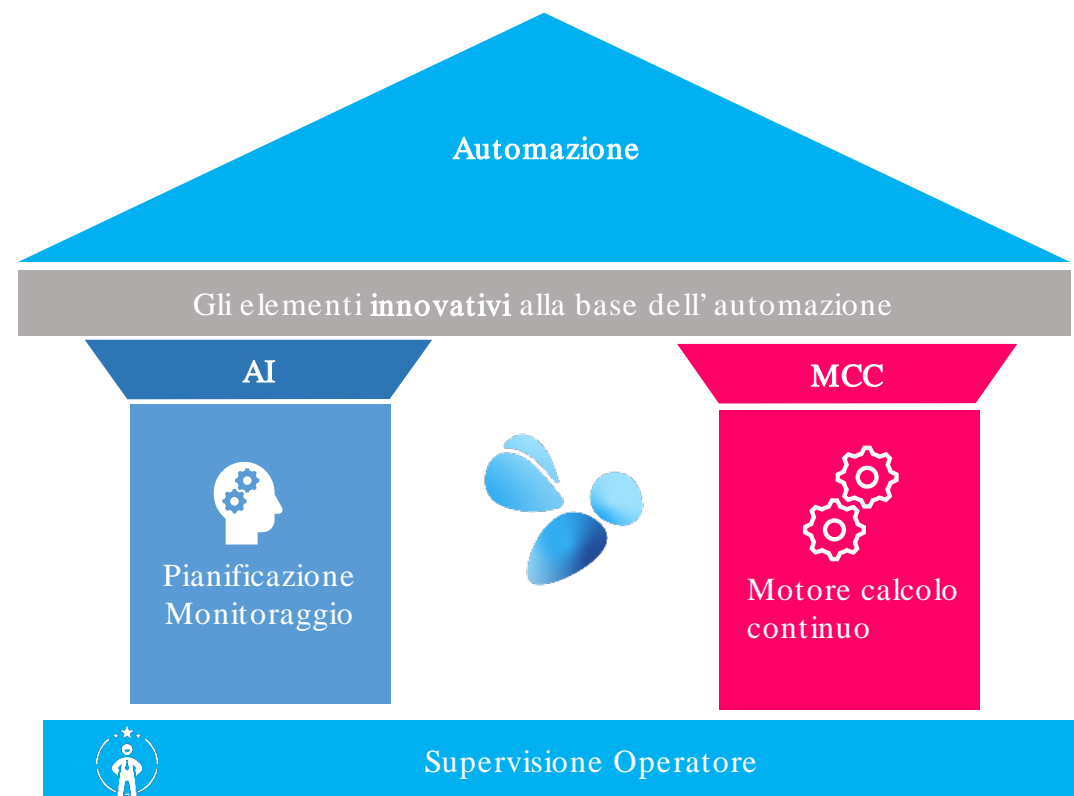 Automazione
Gli elementi innovativi alla base dell'automazione
AI
MCC
Pianificazione
Monitoraggio
Motore calcolo
continuo
Supervisione Operatore